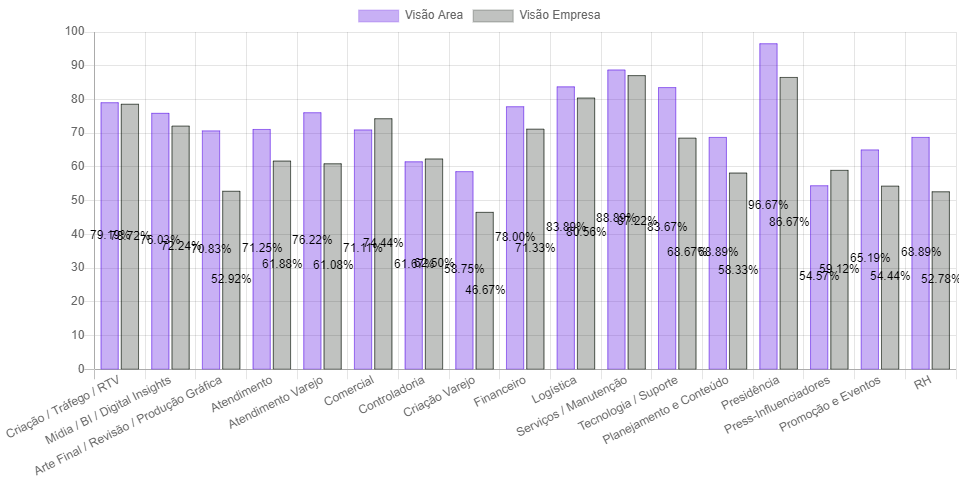 Visão Area Visão Empresa
100
90
80
70
60
50
40
30
20
10
0
79.19% 78.72% 76.03% 72.24% 70.83% 52.92% 71.25% 61.88% 76.22% 61.08% 71.11% 74.44% 61.67% 62.50% 58.75% 46.67% 78.00% 71.33% 83.89% 80.56% 88.89% 87.22% 83.67% 68.67% 68.89% 58.33% 96.67% 86.67% 54.57% 59.12% 65.19% 54.44% 68.89% 52.78%
Criação / Tráfego / RTV
Mídia / BI / Digital Insights
Arte Final / Revisão / Produção Gráfica
Atendimento
Atendimento Varejo
Comercial
Controladoria
Criação Varejo
Financeiro
Logística
Serviços / Manutenção
Tecnologia / Suporte
Planejamento e Conteúdo
Presidência
Press-Influenciadores
Promoção e Eventos
RH